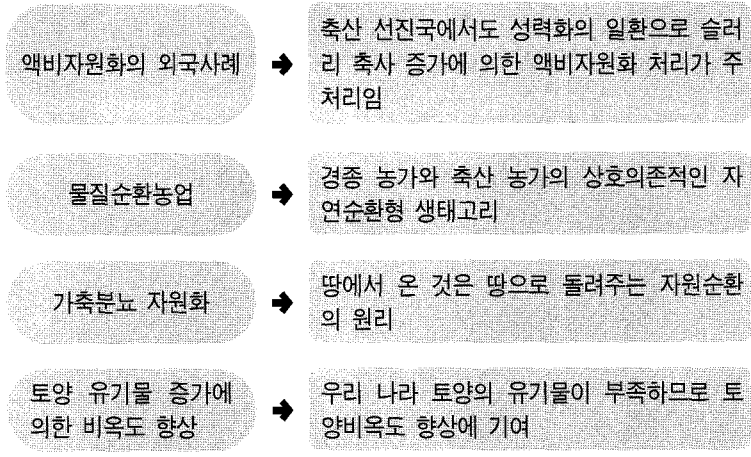 액비자원화의 외국사례
축산 선진국에서도 성력화의 일환으로 슬러
리 축사 증가에 의한 액비자원화 처리가 주
처리임
물질순환농업
경종 농가와 축산 농가의 상호의존적인 자
연순환형 생태고리
가축분뇨 자원화
땅에서 온 것은 땅으로 돌려주는 자원순환
의 원리
토양 유기물 증가에
의한 비옥도 향상
우리 나라 토양의 유기물이 부족하므로 토
양비옥도 향상에 기여